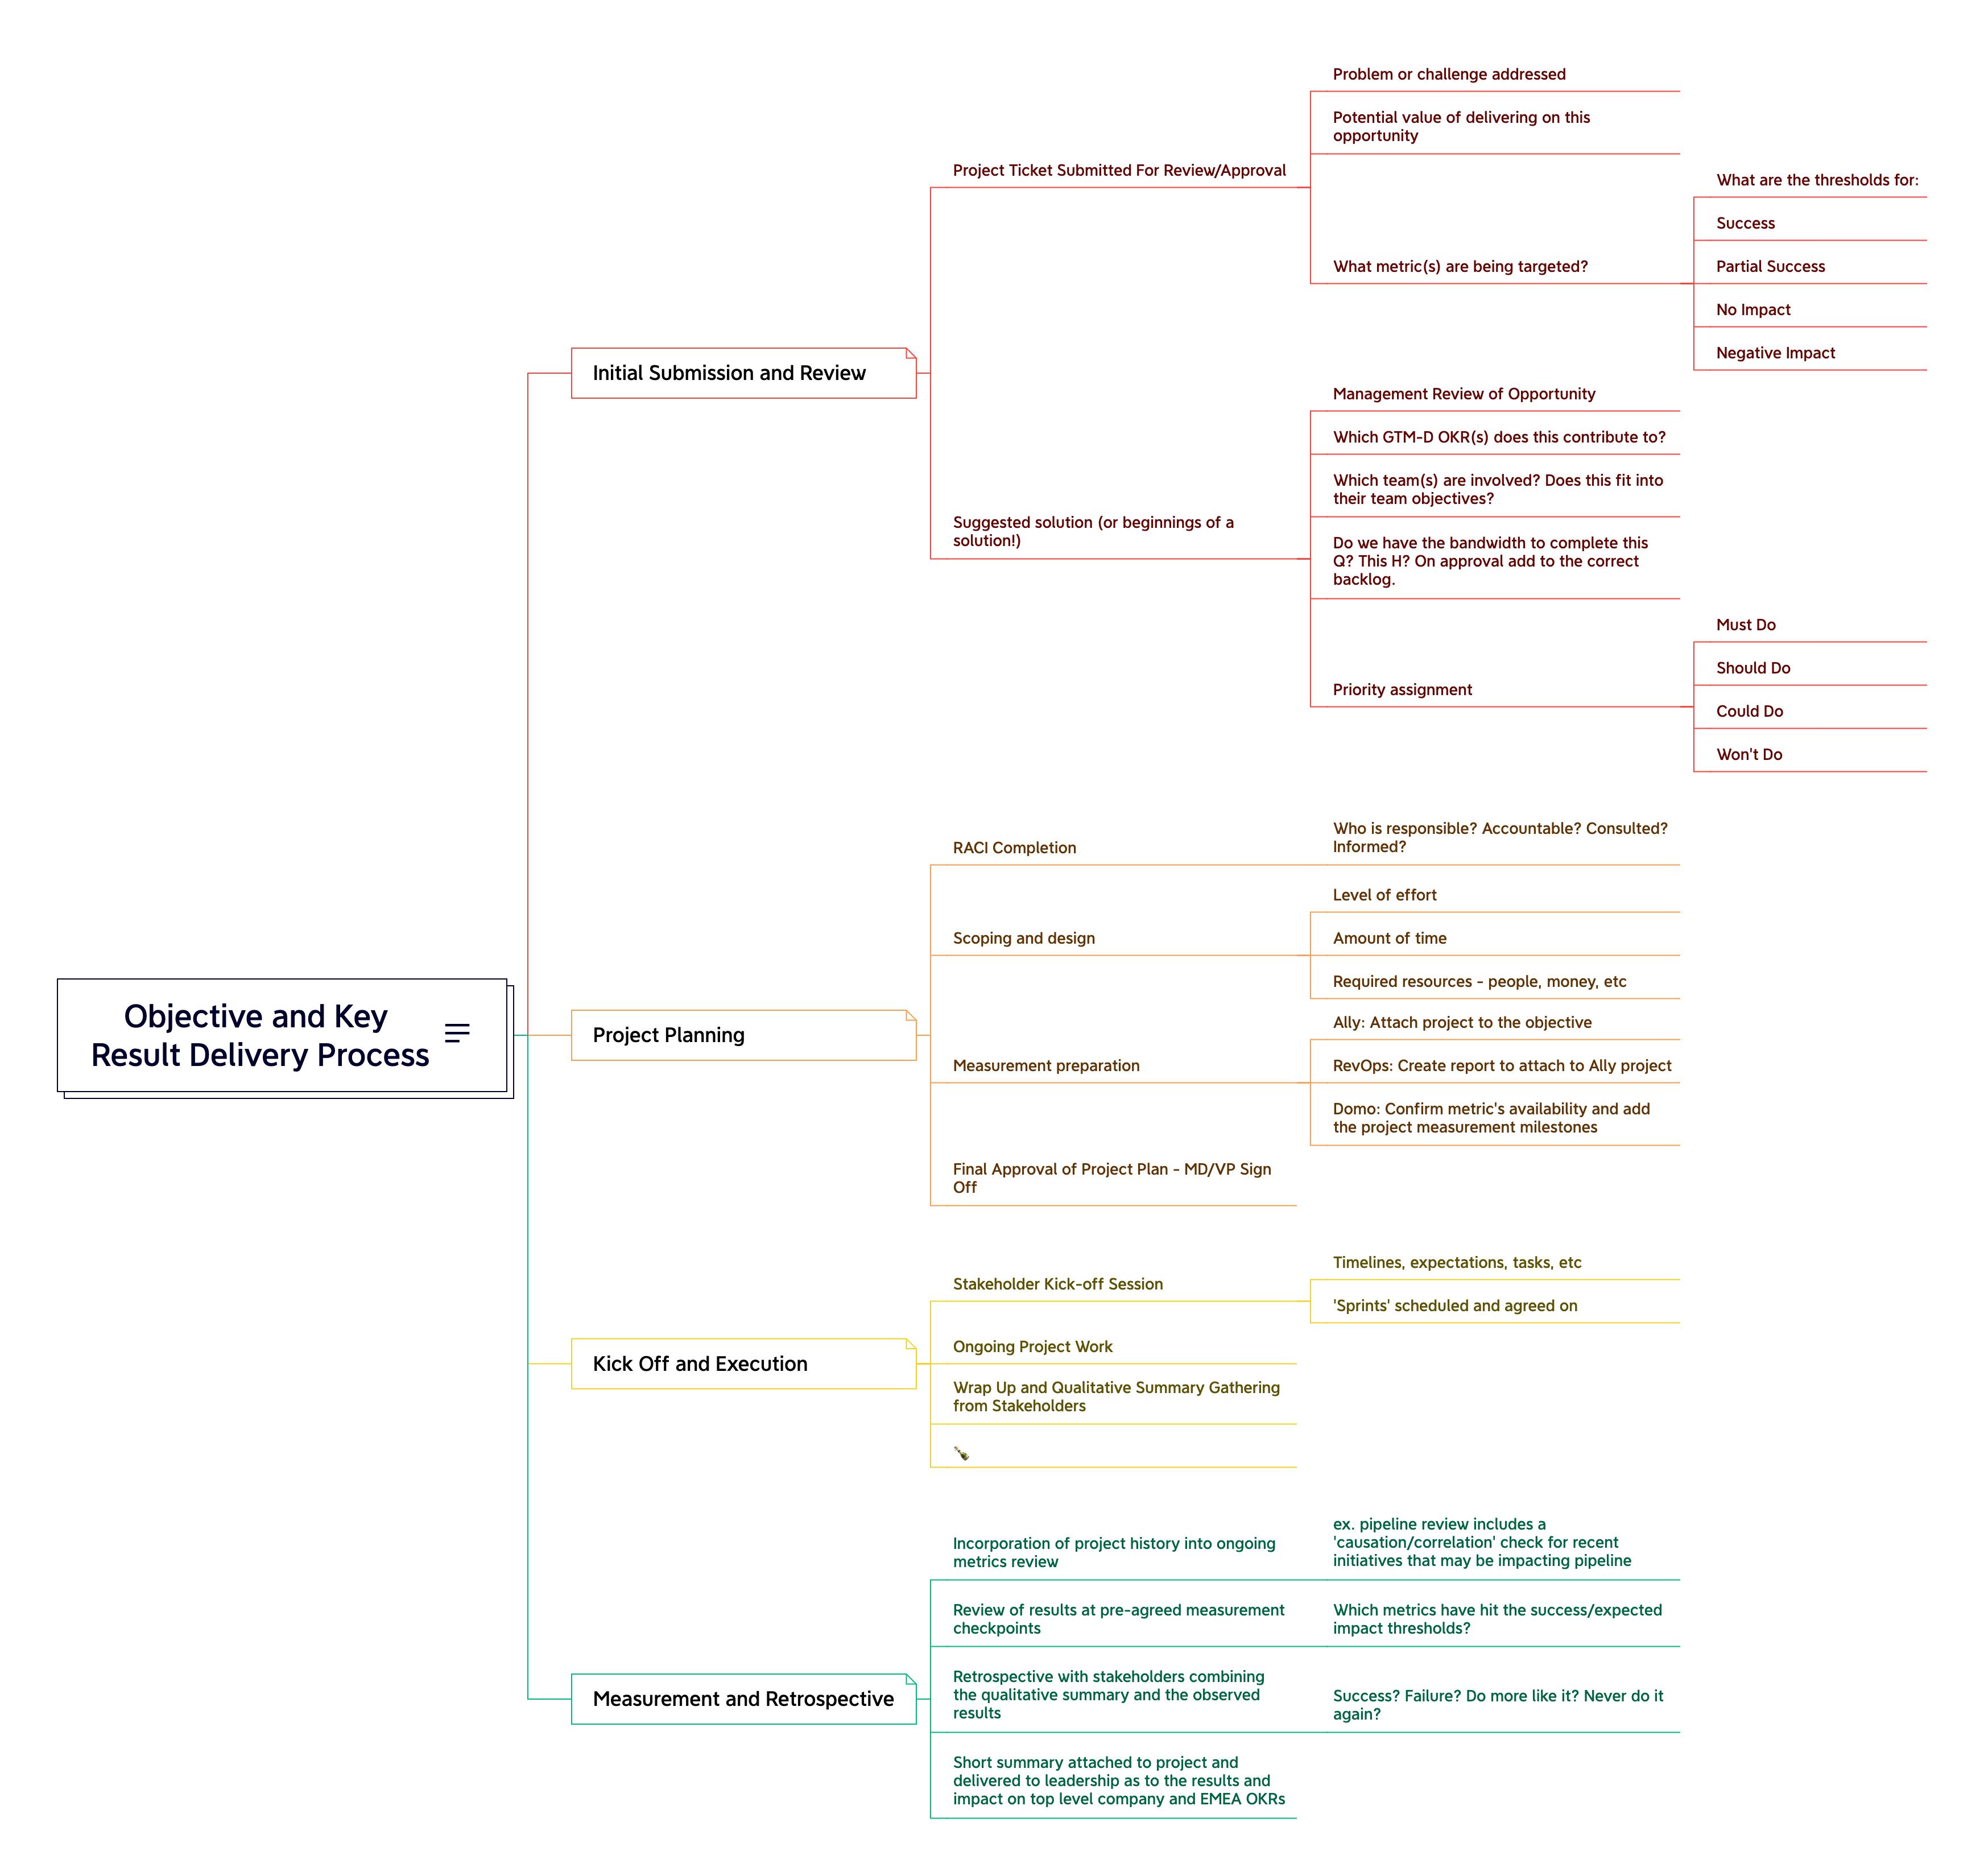 Objective and Key
Result Delivery Process
Initial Submission and Review
Project Ticket Submitted For Review/Approval
Problem or challenge addressed
Potential value of delivering on this
opportunity
What metric(s) are being targeted?
What are the thresholds for:
Success
Partial Success
No Impact
Negative Impact
Suggested solution (or beginnings of a
solution!)
Management Review of Opportunity
Which GTM-D OKR(s) does this contribute to?
Which team(s) are involved? Does this fit into
their team objectives?
Do we have the bandwidth to complete this
Q? This H? On approval add to the correct
backlog.
Priority assignment
Must Do
Should Do
Could Do
Won't Do
Project Planning
RACI Completion
Who is responsible? Accountable? Consulted?
Informed?
Scoping and design
Level of effort
Amount of time
Required resources - people, money, etc
Measurement preparation
Ally: Attach project to the objective
RevOps: Create report to attach to Ally project
Domo: Confirm metric's availability and add
the project measurement milestones
Final Approval of Project Plan - MD/VP Sign
Off
Kick Off and Execution
Stakeholder Kick-off Session
Timelines, expectations, tasks, etc
'Sprints' scheduled and agreed on
Ongoing Project Work
Wrap Up and Qualitative Summary Gathering
from Stakeholders
🍾
Measurement and Retrospective
Incorporation of project history into ongoing
metrics review
ex. pipeline review includes a
'causation/correlation' check for recent
initiatives that may be impacting pipeline
Review of results at pre-agreed measurement
checkpoints
Which metrics have hit the success/expected
impact thresholds?
Retrospective with stakeholders combining
the qualitative summary and the observed
results
Success? Failure? Do more like it? Never do it
again?
Short summary attached to project and
delivered to leadership as to the results and
impact on top level company and EMEA OKRs